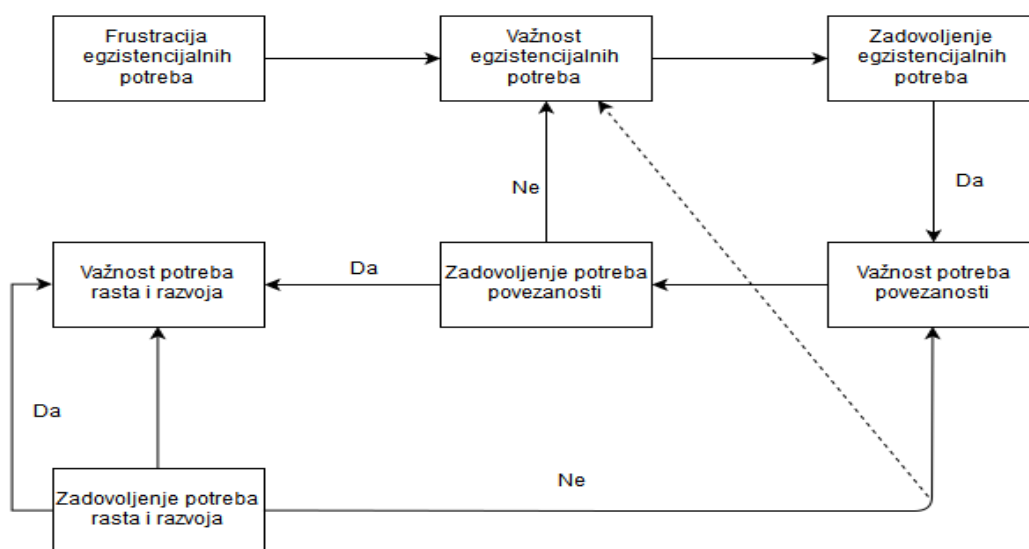 Frustracija
egzistencijalnih
potreba
Važnost
egzistencijalnih
potreba
Zadovoljenje
egzistencijalnih
potreba
Ne
Da
Važnost potreba
rasta i razvoja
Da
Zadovoljenje potreba
povezanosti
Važnost potreba
povezanosti
Da
Zadovoljenje potreba
rasta i razvoja
Ne